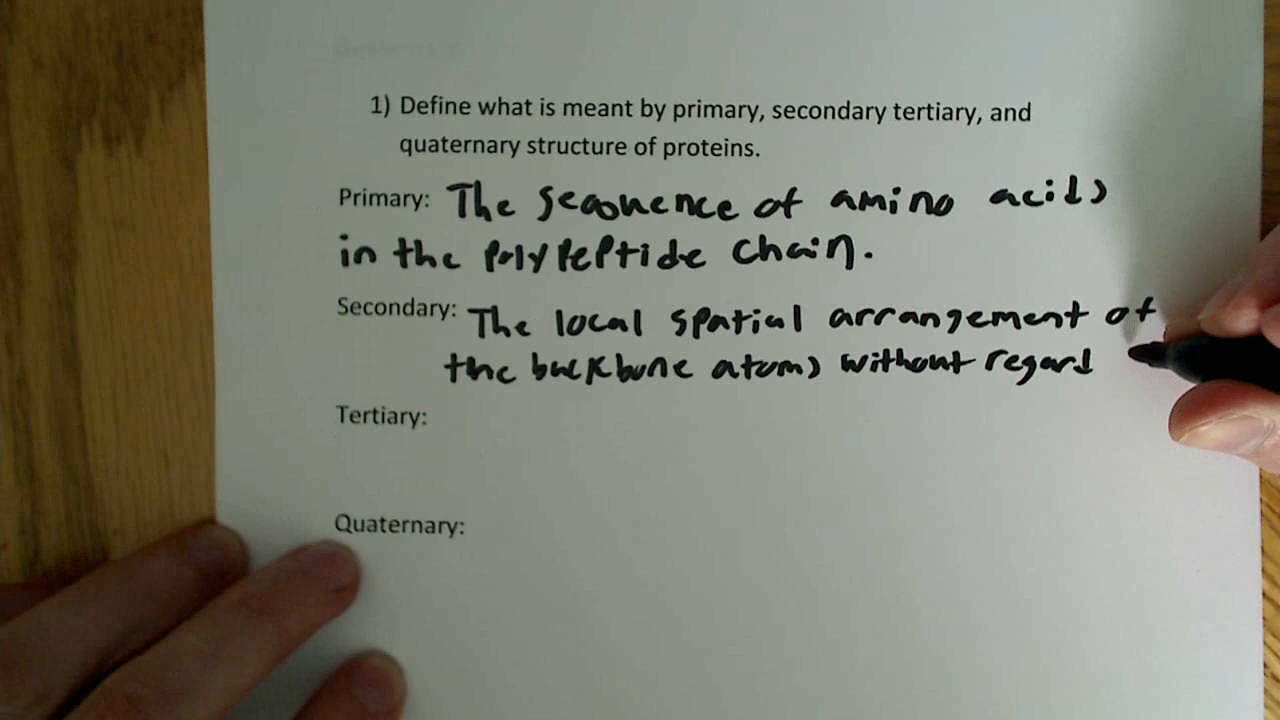 1) Define what is meant by primary, secondary tertiary, and
quaternary structure of proteins.
Primary: The seqouence of amino acids
in the polypeptide chain.
Secondary: The local spatial arrangement of
the backbone atoms without regard
Tertiary:
Quaternary: